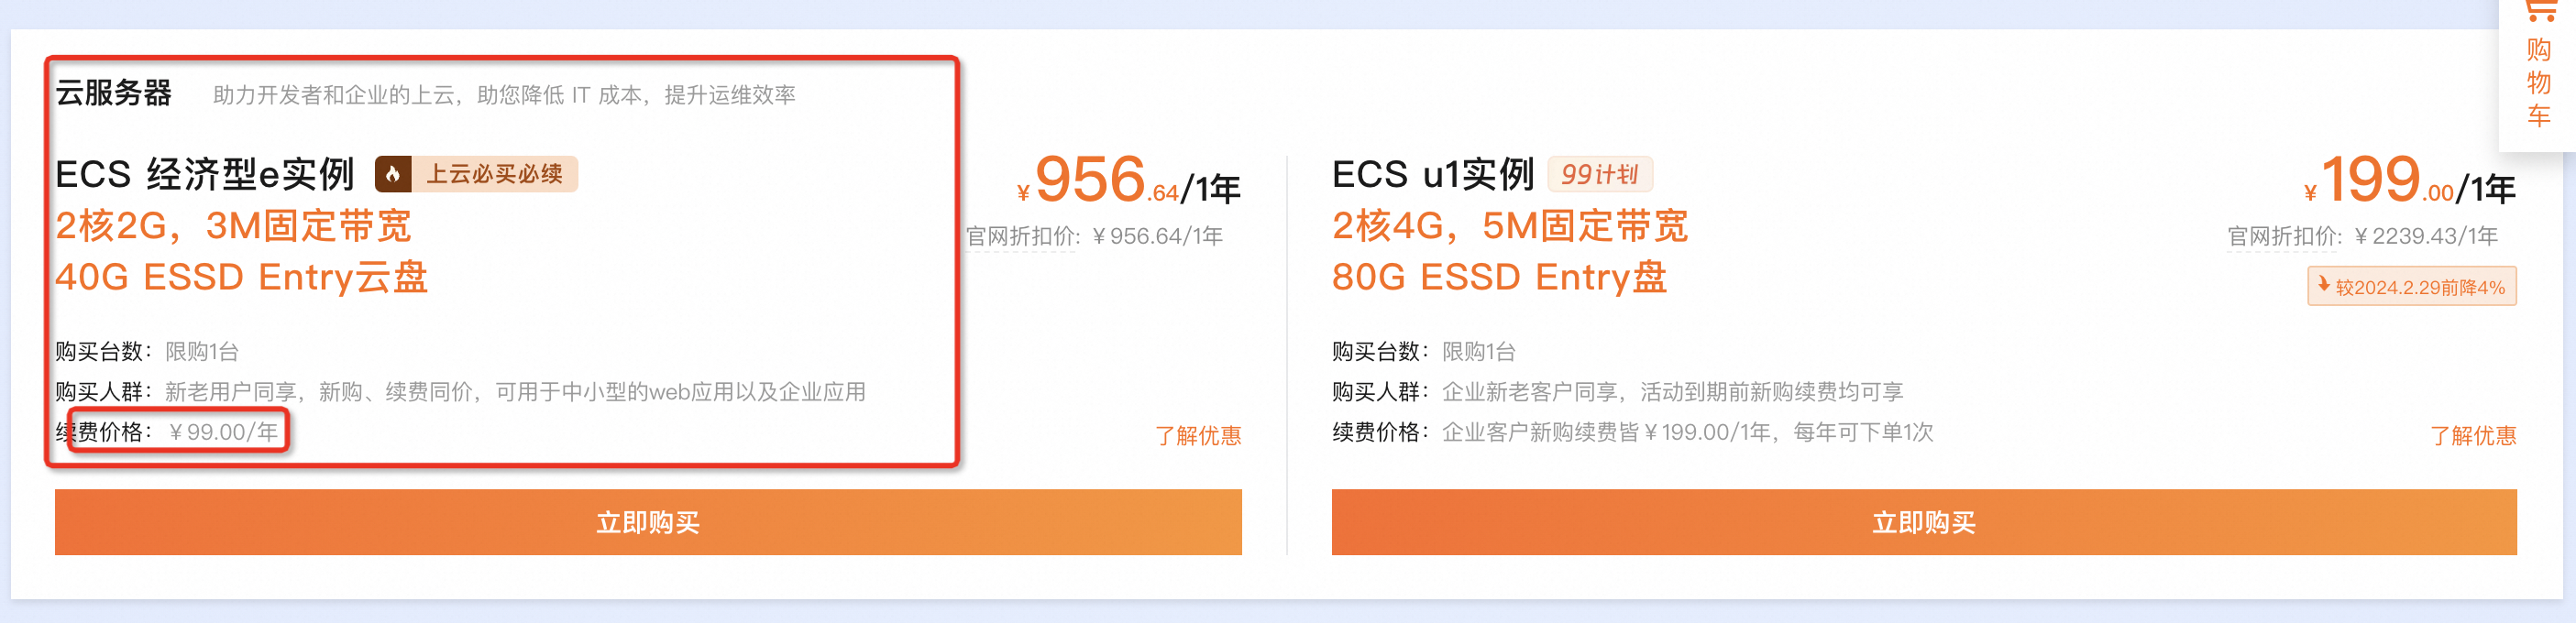 云服务器 助力开发者和企业的上云，助您降低 IT 成本，提升运维效率
ECS 经济型e实例 上云必买必续
2核2G，3M固定带宽
40G ESSD Entry云盘
¥956.64/1年
官网折扣价: ¥956.64/1年
购买台数：限购1台
购买人群：新老用户同享，新购、续费同价，可用于中小型的web应用以及企业应用
续费价格：¥99.00/年
了解优惠
立即购买
ECS u1实例 99计划
2核4G，5M固定带宽
80G ESSD Entry盘
¥199.00/1年
官网折扣价: ¥2239.43/1年
较2024.2.29前降4%
购买台数：限购1台
购买人群：企业新老客户同享，活动到期前新购续费均可享
续费价格：企业客户新购续费皆¥199.00/1年，每年可下单1次
了解优惠
立即购买
购
物
车